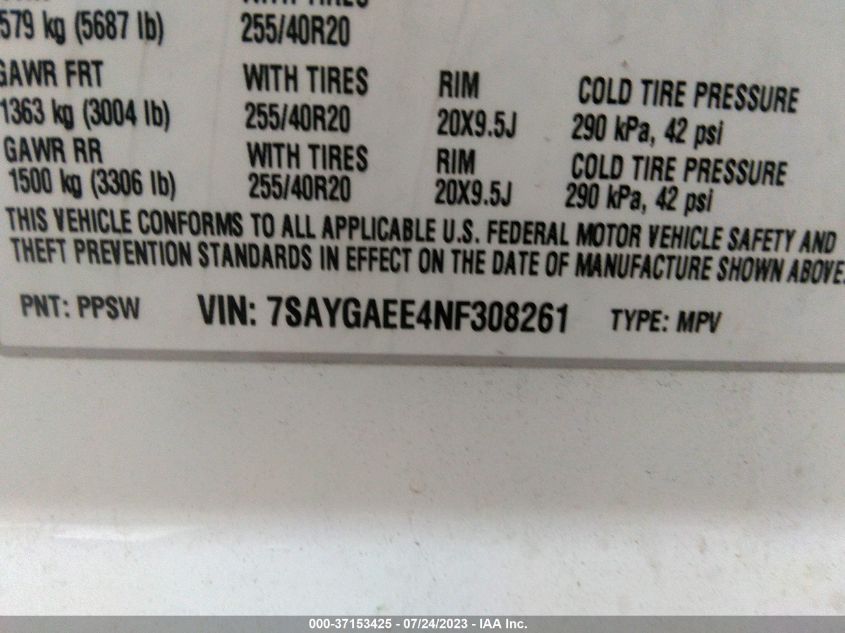 579 kg (5687 lb) 255/40R20
GAWR FRT WITH TIRES RIM COLD TIRE PRESSURE
1363 kg (3004 lb) 255/40R20 20X9.5J 290 kPa, 42 psi
GAWR RR WITH TIRES RIM COLD TIRE PRESSURE
1500 kg (3306 lb) 255/40R20 20X9.5J 290 kPa, 42 psi
THIS VEHICLE CONFORMS TO ALL APPLICABLE U.S. FEDERAL MOTOR VEHICLE SAFETY AND
THEFT PREVENTION STANDARDS IN EFFECT ON THE DATE OF MANUFACTURE SHOWN ABOVE.
PNT: PPSW VIN: 7SAYGAEE4NF308261 TYPE: MPV
000-37153425 - 07/24/2023 - IAA Inc.